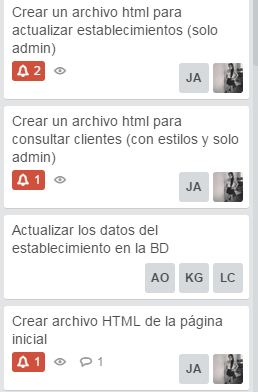 Crear un archivo html para
actualizar establecimientos (solo
admin)
2
JA
Crear un archivo html para
consultar clientes (con estilos y solo
admin)
1
JA
Actualizar los datos del
establecimiento en la BD
AO KG LC
Crear archivo HTML de la página
inicial
1 1
JA